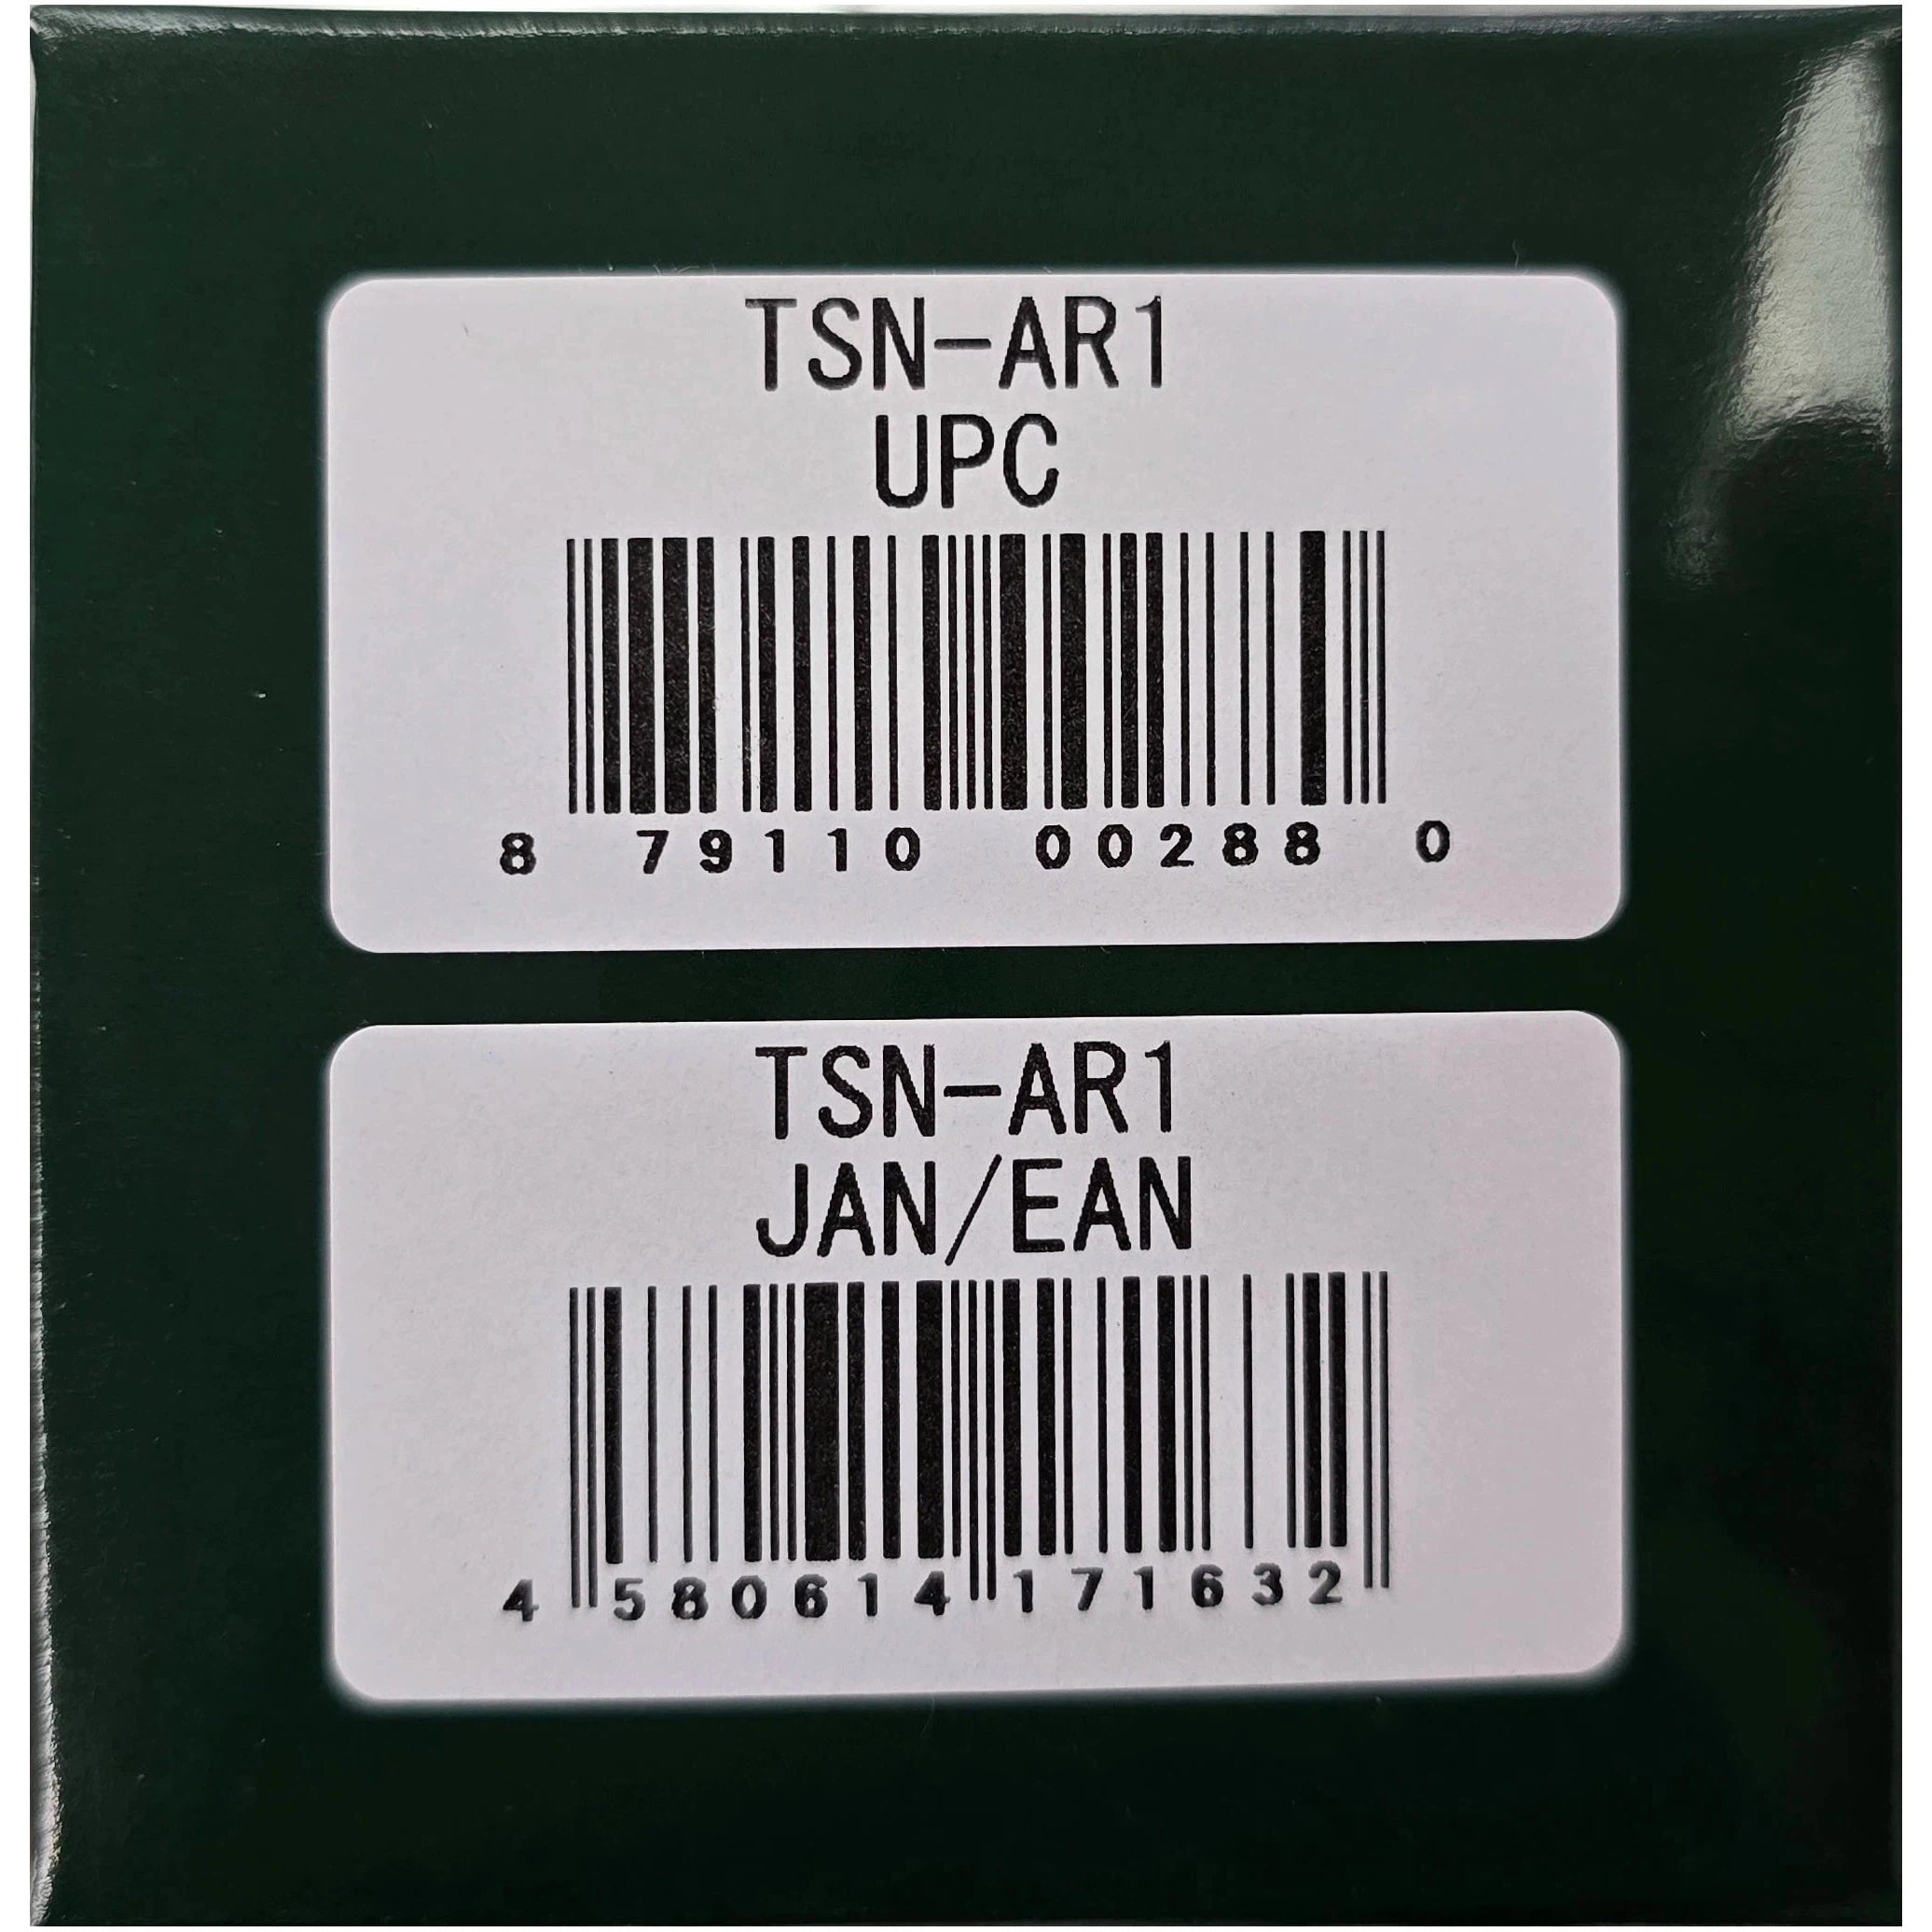 TSN-AR1
UPC
8 79110 00288 0
TSN-AR1
JAN/EAN
4 580614 171632